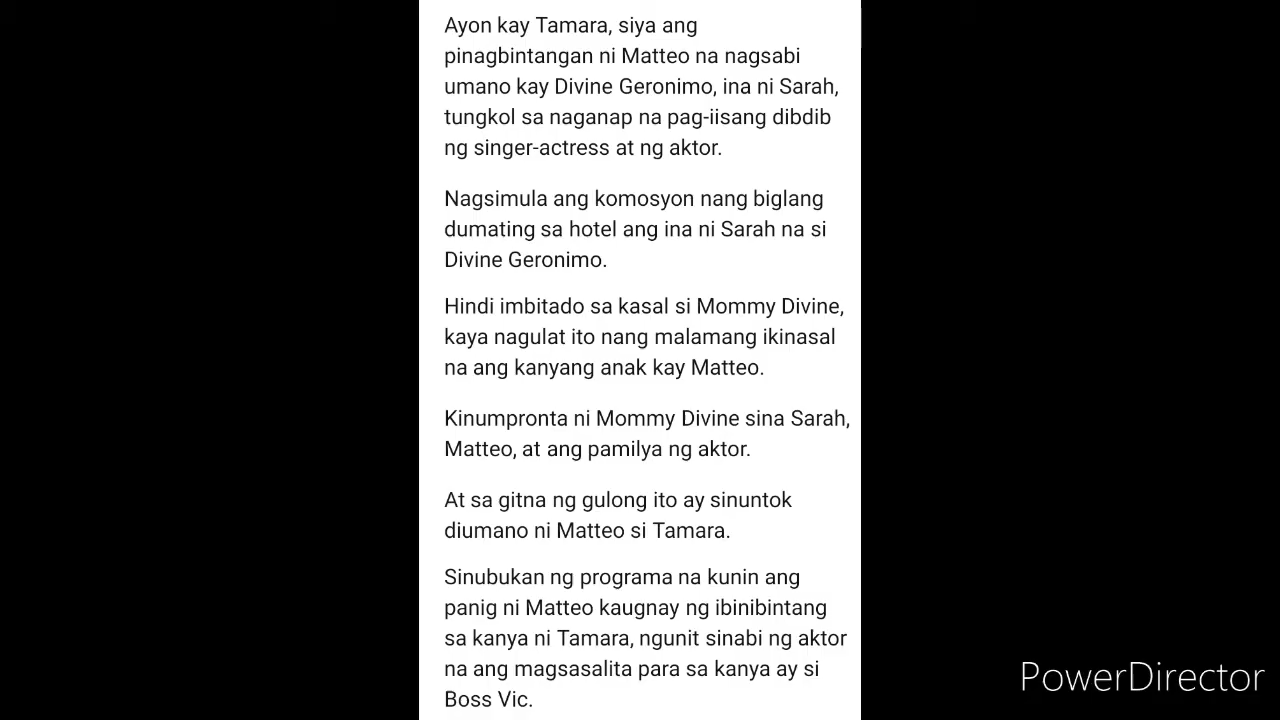 Ayon kay Tamara, siya ang
pinagbintangan ni Matteo na nagsabi
umano kay Divine Geronimo, ina ni Sarah,
tungkol sa naganap na pag-iisang dibdib
ng singer-actress at ng aktor.
Nagsimula ang komosyon nang biglang
dumating sa hotel ang ina ni Sarah na si
Divine Geronimo.
Hindi imbitado sa kasal si Mommy Divine,
kaya nagulat ito nang malamang ikinasal
na ang kanyang anak kay Matteo.
Kinumpronta ni Mommy Divine sina Sarah,
Matteo, at ang pamilya ng aktor.
At sa gitna ng gulong ito ay sinuntok
diumano ni Matteo si Tamara.
Sinubukan ng programa na kunin ang
panig ni Matteo kaugnay ng ibinibintang
sa kanya ni Tamara, ngunit sinabi ng aktor
na ang magsasalita para sa kanya ay si
Boss Vic.
PowerDirector